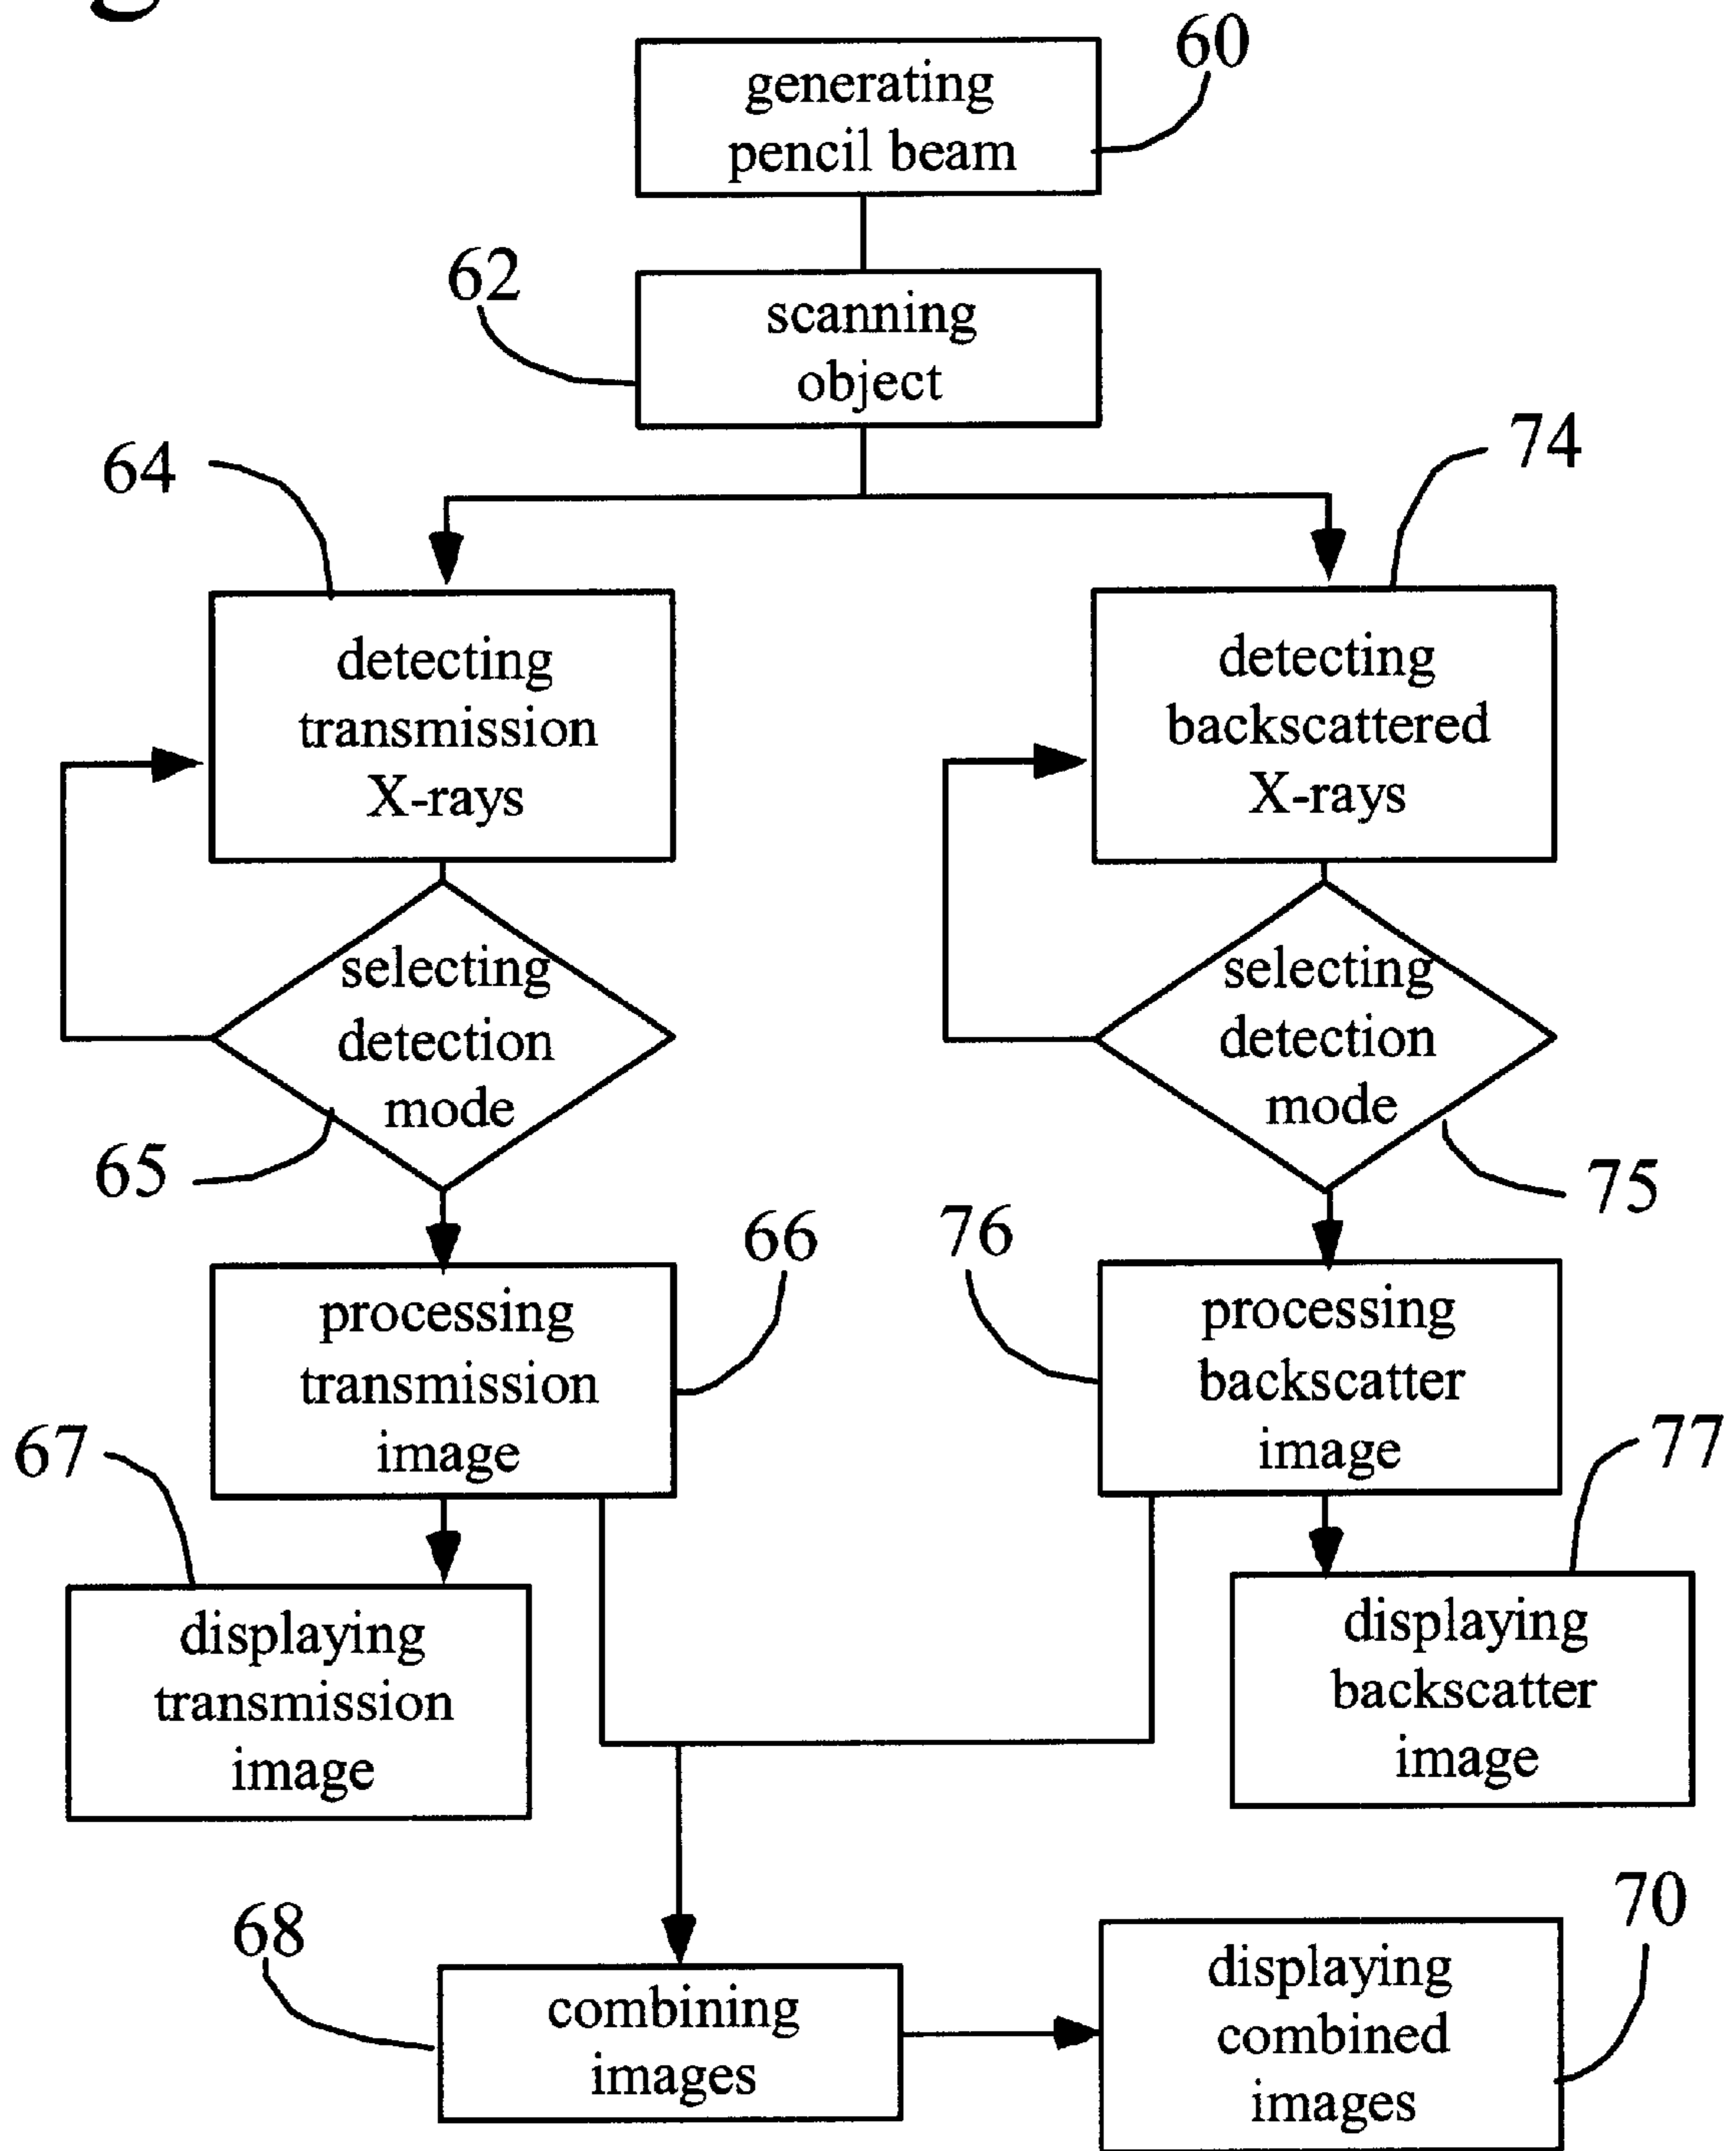 60
generating
pencil beam
62
scanning
object
64
74
detecting
transmission
X-rays
detecting
backscattered
X-rays
selecting
detection
mode
selecting
detection
mode
65
75
66
76
processing
transmission
image
processing
backscatter
image
67
77
displaying
transmission
image
displaying
backscatter
image
68
70
combining
images
displaying
combined
images